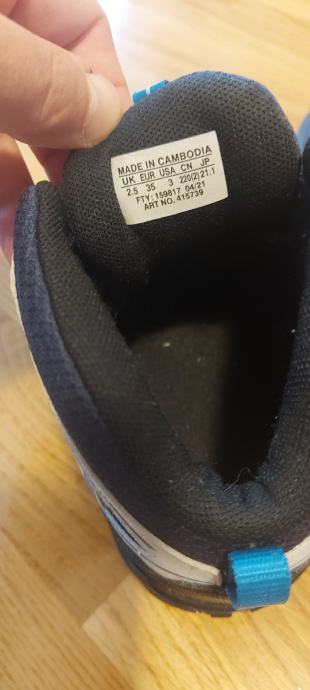 MADE IN CAMBODIA
UK EUR USA CN JP
2.5 35 3 220(2) 21.1
FTY: 159817 04/21
ART NO. 415739